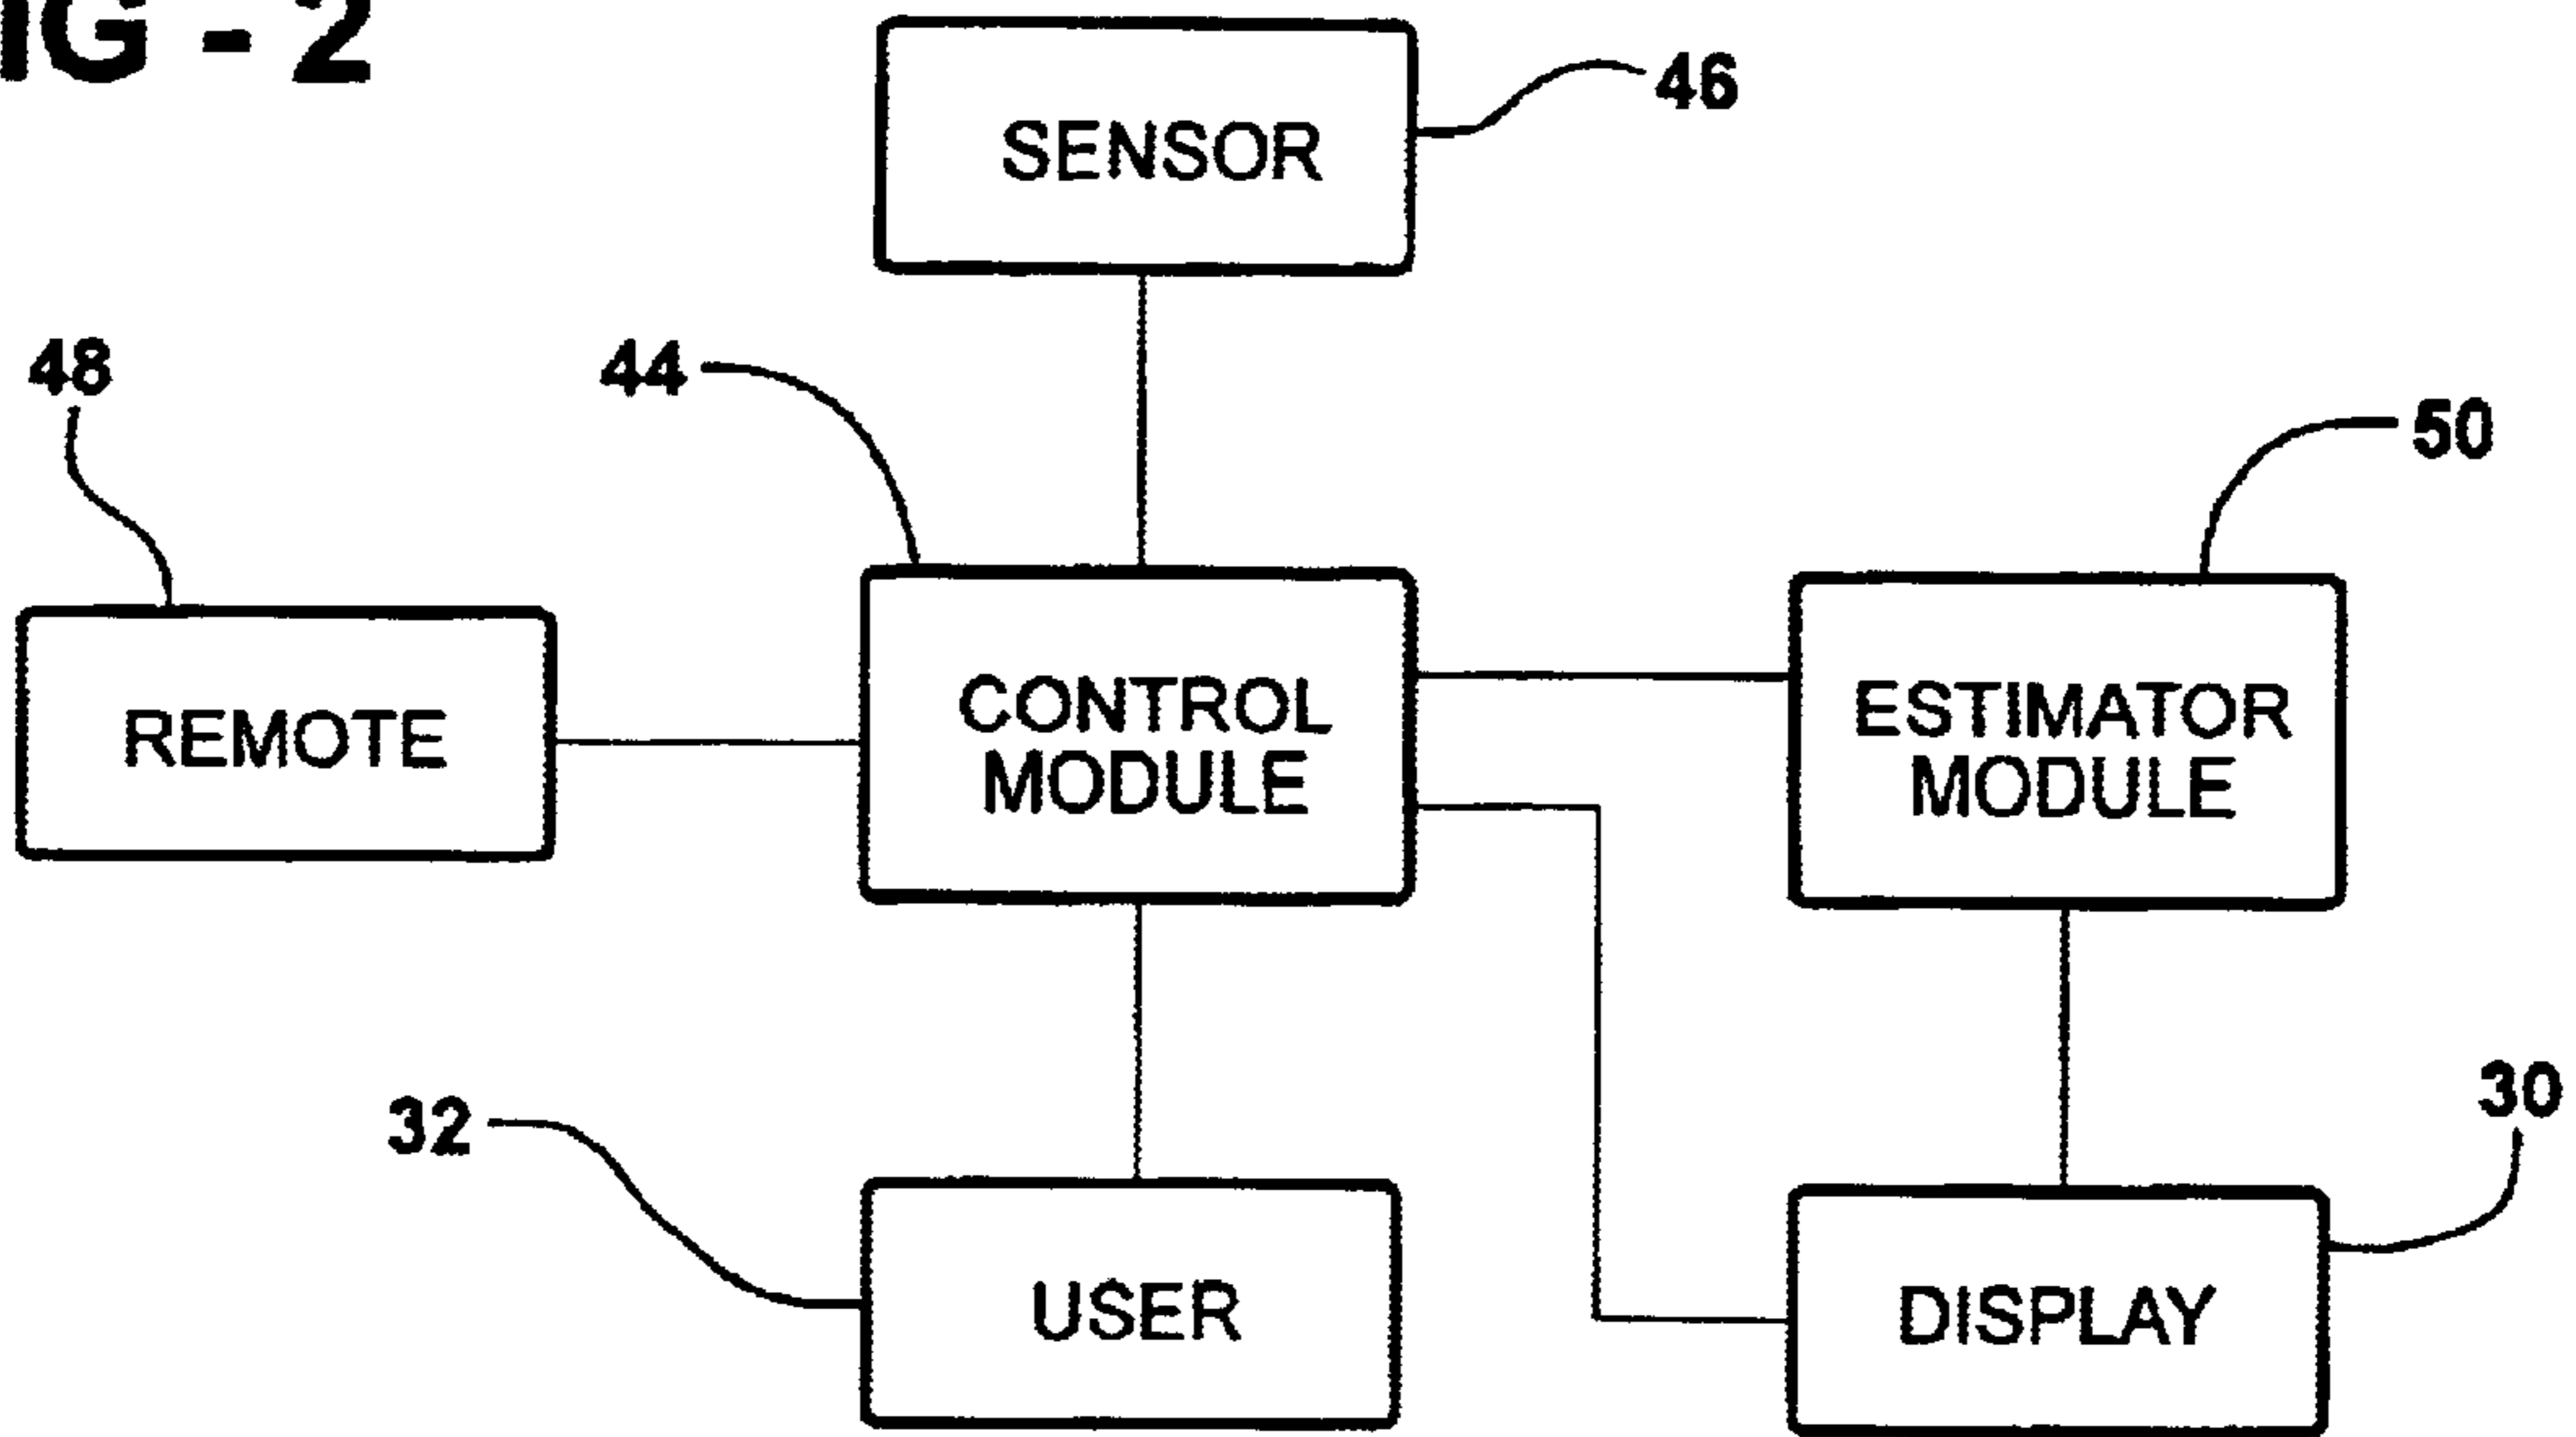 IG - 2
SENSOR
46
48
44
50
REMOTE
CONTROL
MODULE
ESTIMATOR
MODULE
32
30
USER
DISPLAY